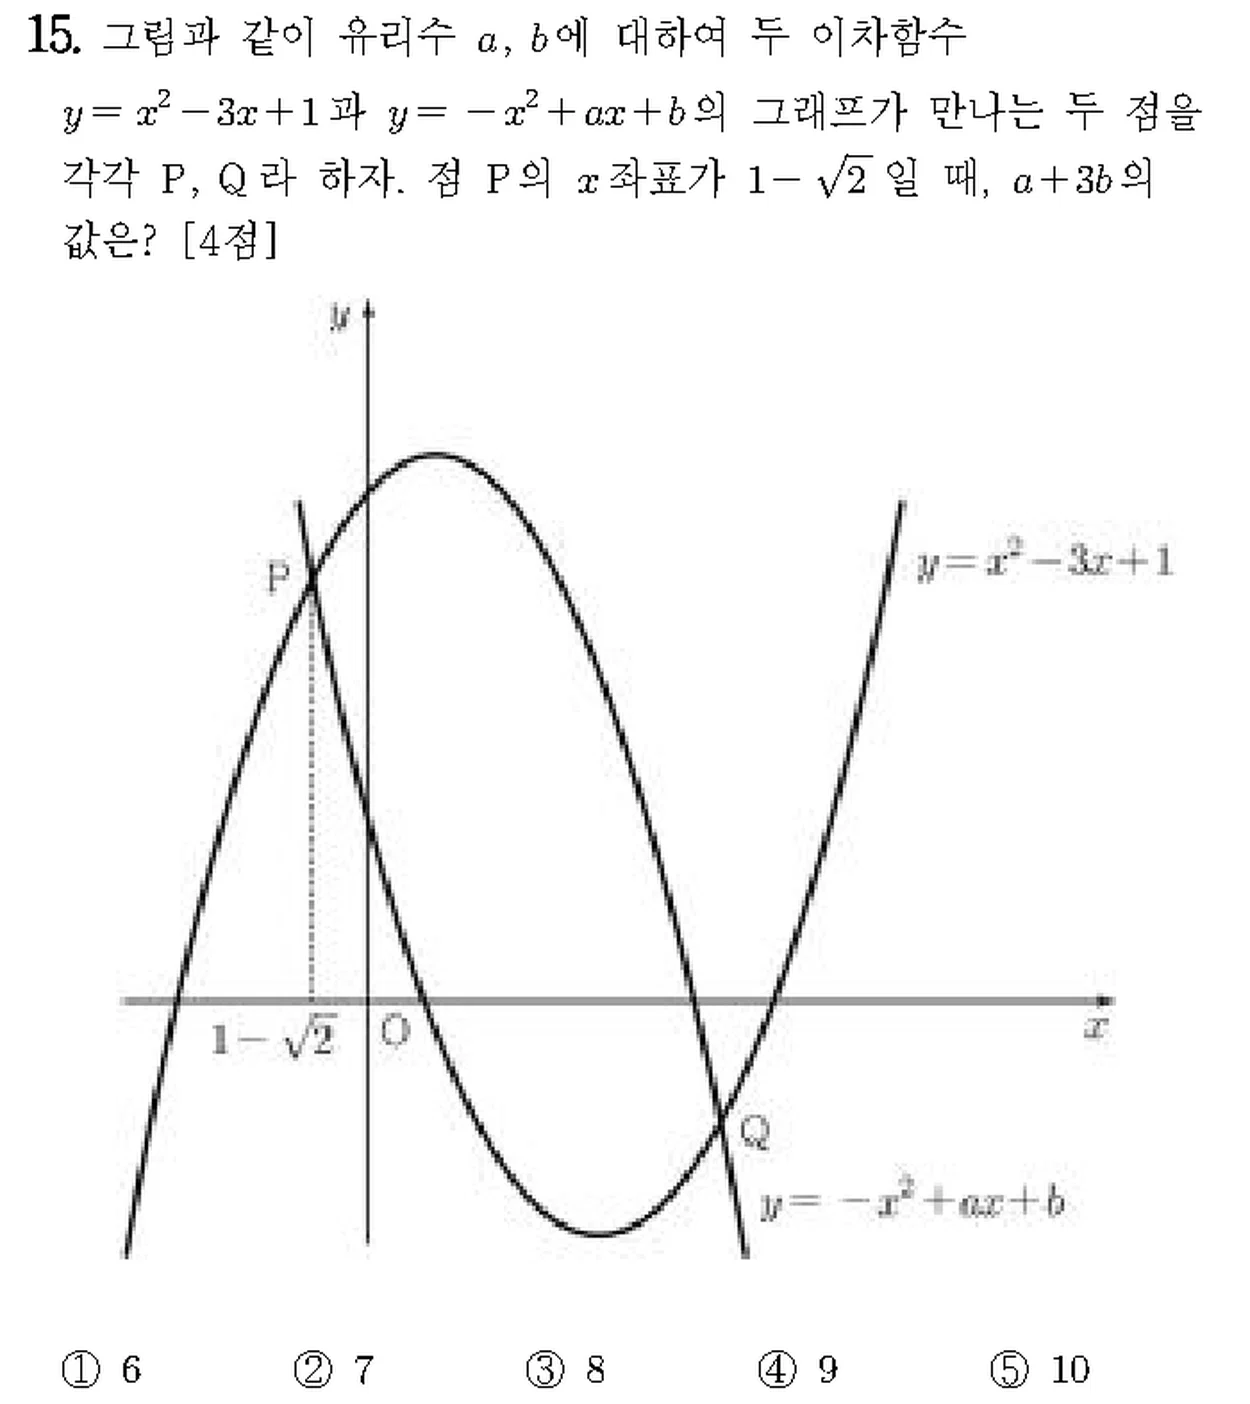 15. 그림과 같이 유리수 a, b에 대하여 두 이차함수
y = x² − 3x + 1과 y = −x² + ax + b의 그래프가 만나는 두 점을
각각 P, Q라 하자. 점 P의 x좌표가 1 − √2 일 때, a + 3b의
값은? [4점]
y
P
y = x² − 3x + 1
1 − √2
O
x
Q
y = −x² + ax + b
① 6 ② 7 ③ 8 ④ 9 ⑤ 10